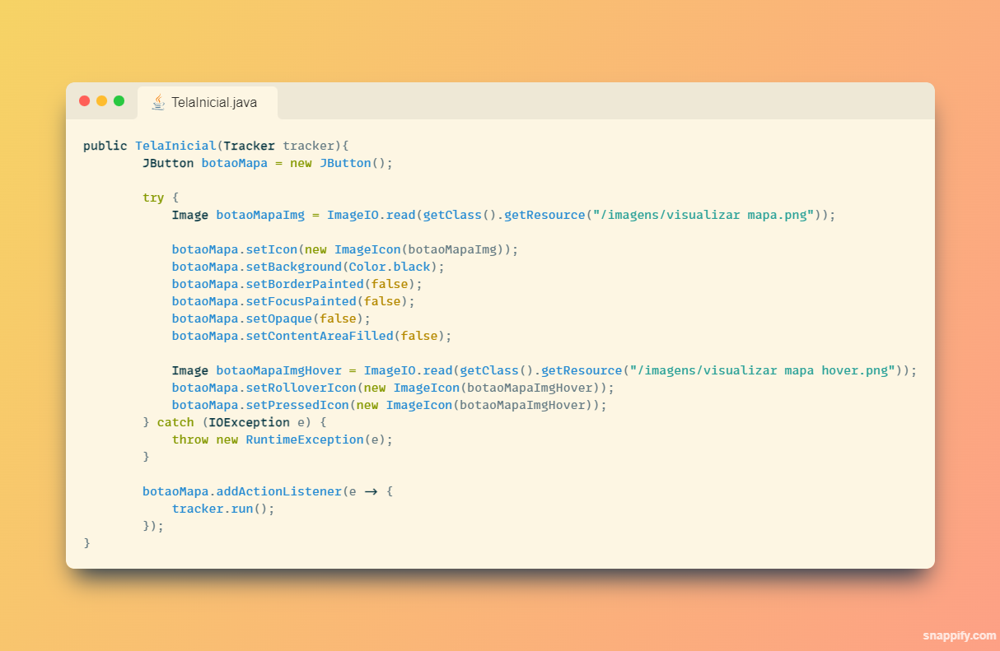 TelaInicial.java
public TelaInicial(Tracker tracker){
        JButton botaoMapa = new JButton();
        try {
            Image botaoMapaImg = ImageIO.read(getClass().getResource("/imagens/visualizar mapa.png"));
            botaoMapa.setIcon(new ImageIcon(botaoMapaImg));
            botaoMapa.setBackground(Color.black);
            botaoMapa.setBorderPainted(false);
            botaoMapa.setFocusPainted(false);
            botaoMapa.setOpaque(false);
            botaoMapa.setContentAreaFilled(false);
            Image botaoMapaImgHover = ImageIO.read(getClass().getResource("/imagens/visualizar mapa hover.png"));
            botaoMapa.setRolloverIcon(new ImageIcon(botaoMapaImgHover));
            botaoMapa.setPressedIcon(new ImageIcon(botaoMapaImgHover));
        } catch (IOException e) {
            throw new RuntimeException(e);
        }
        botaoMapa.addActionListener(e -> {
            tracker.run();
        });
}
snappify.com